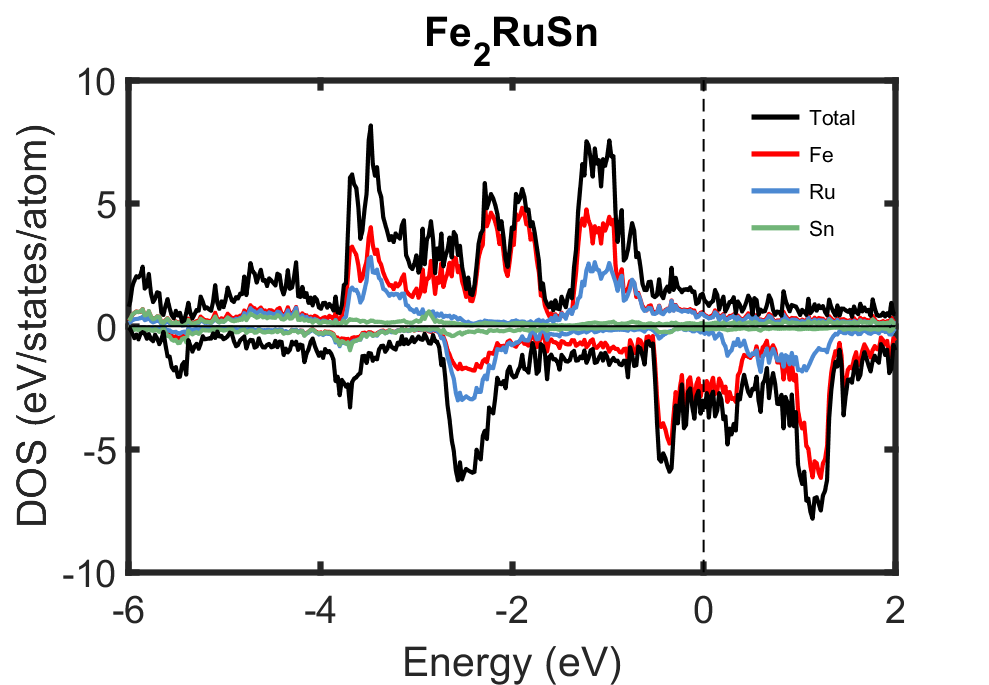 Fe₂RuSn
10
5
0
-5
-10
DOS (eV/states/atom)
Total
Fe
Ru
Sn
-6 -4 -2 0 2
Energy (eV)